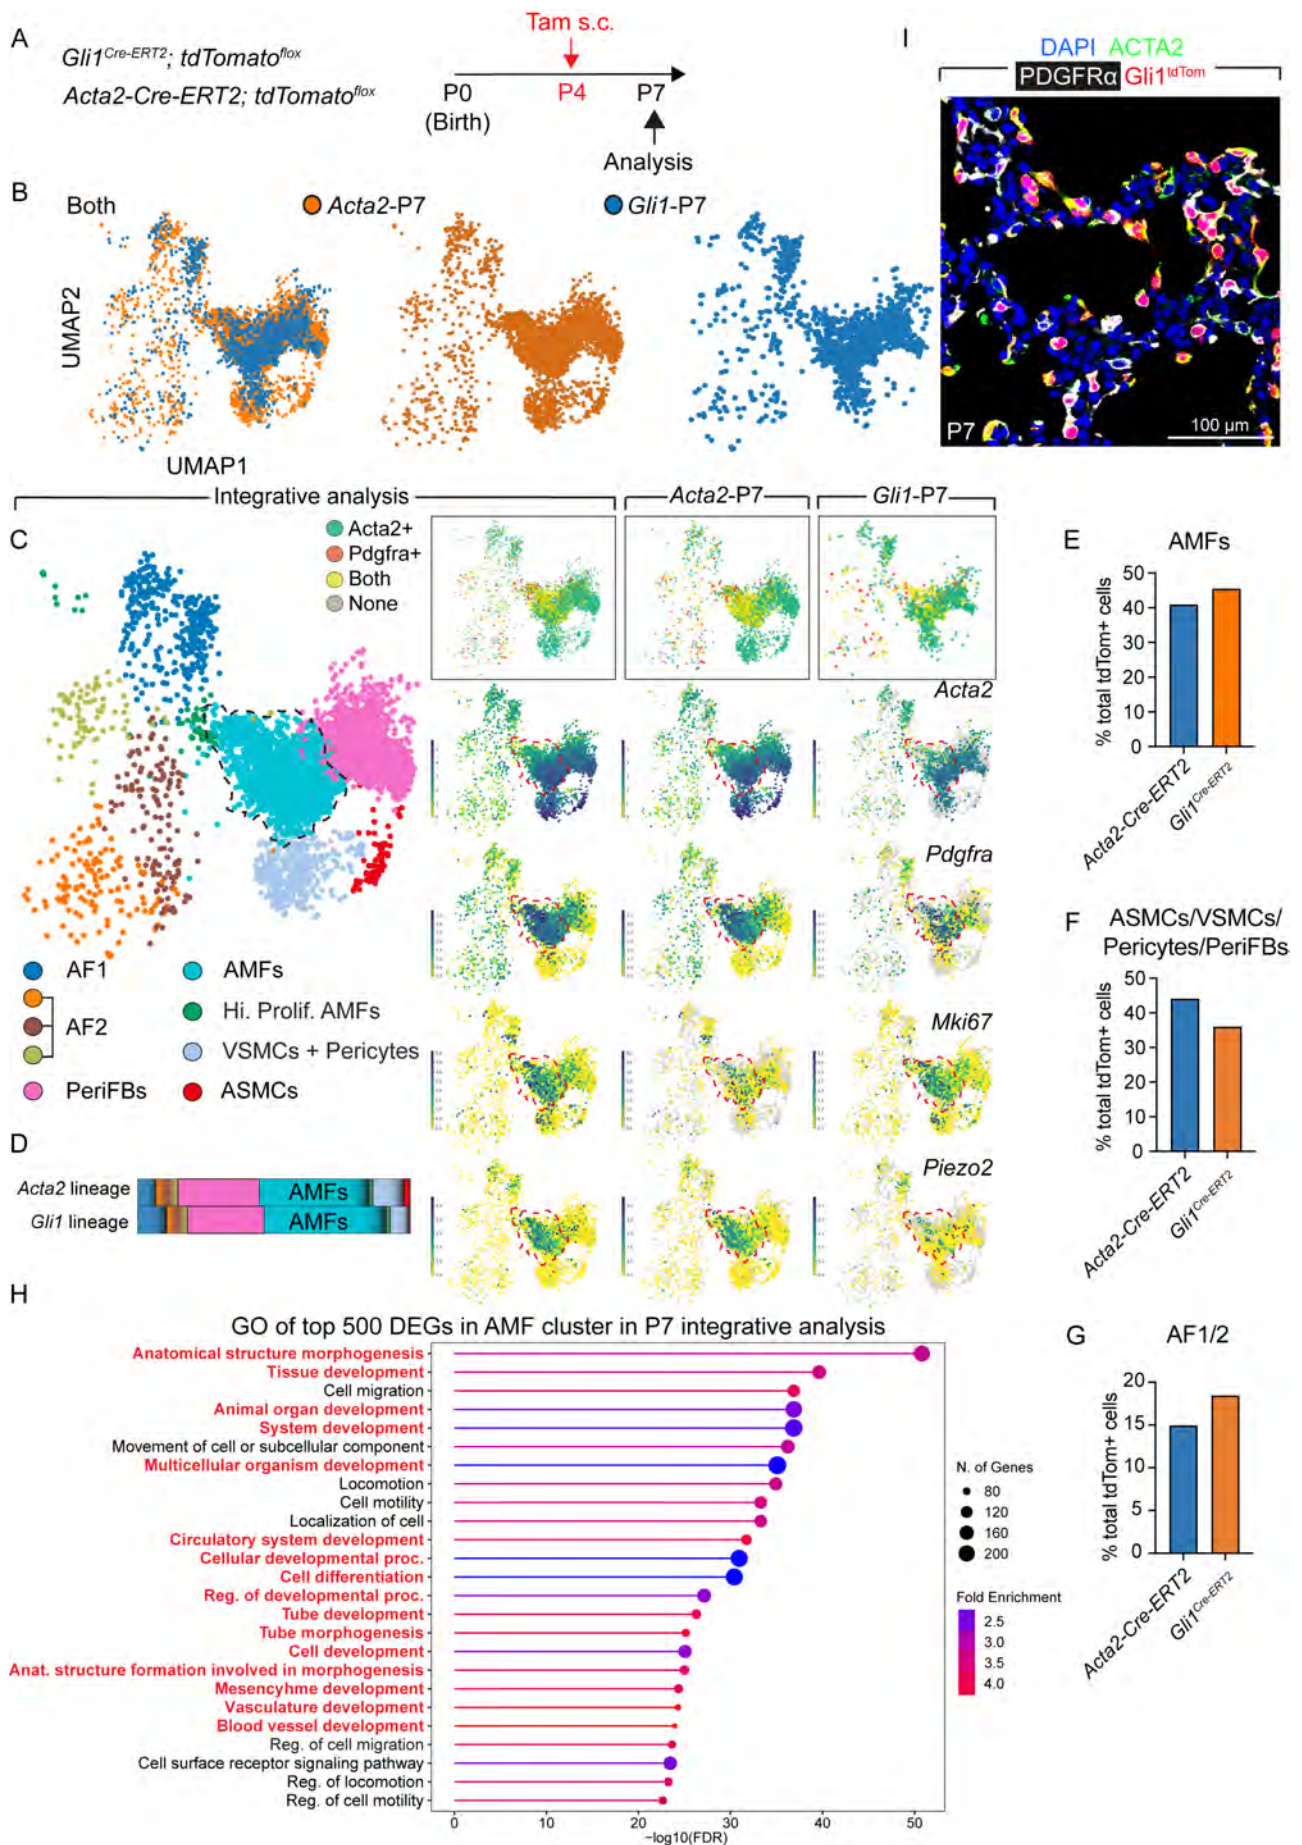 A
Gli1Cre-ERT2; tdTomatoflox
Acta2-Cre-ERT2; tdTomatoflox
Tam s.c.
P0
P4
P7
(Birth)
Analysis
I
DAPI ACTA2
PDGFRα Gli1tdTom
P7
100 µm
B
Both
Acta2-P7
Gli1-P7
UMAP2
UMAP1
Integrative analysis
Acta2-P7
Gli1-P7
C
Acta2+
Pdgfra+
Both
None
Acta2
Pdgfra
Mki67
Piezo2
AF1
AF2
PeriFBs
AMFs
Hi. Prolif. AMFs
VSMCs + Pericytes
ASMCs
D
Acta2 lineage
AMFs
Gli1 lineage
AMFs
E
AMFs
% total tdTom+ cells
50
40
30
20
10
0
Acta2-Cre-ERT2
Gli1Cre-ERT2
F
ASMCs/VSMCs/
Pericytes/PeriFBs
% total tdTom+ cells
50
40
30
20
10
0
Acta2-Cre-ERT2
Gli1Cre-ERT2
G
AF1/2
% total tdTom+ cells
20
15
10
5
0
Acta2-Cre-ERT2
Gli1Cre-ERT2
H
GO of top 500 DEGs in AMF cluster in P7 integrative analysis
Anatomical structure morphogenesis
Tissue development
Cell migration
Animal organ development
System development
Movement of cell or subcellular component
Multicellular organism development
Locomotion
Cell motility
Localization of cell
Circulatory system development
Cellular developmental proc.
Cell differentiation
Reg. of developmental proc.
Tube development
Tube morphogenesis
Cell development
Anat. structure formation involved in morphogenesis
Mesencyhme development
Vasculature development
Blood vessel development
Reg. of cell migration
Cell surface receptor signaling pathway
Reg. of locomotion
Reg. of cell motility
0 10 20 30 40 50
−log10(FDR)
N. of Genes
80
120
160
200
Fold Enrichment
2.5
3.0
3.5
4.0